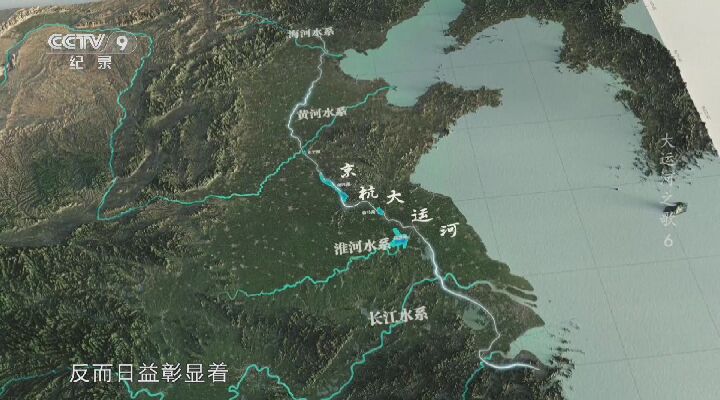 CCTV 9
纪录
海河水系
黄河水系
京杭大运河
淮河水系
长江水系
大运河之歌 6
反而日益彰显着